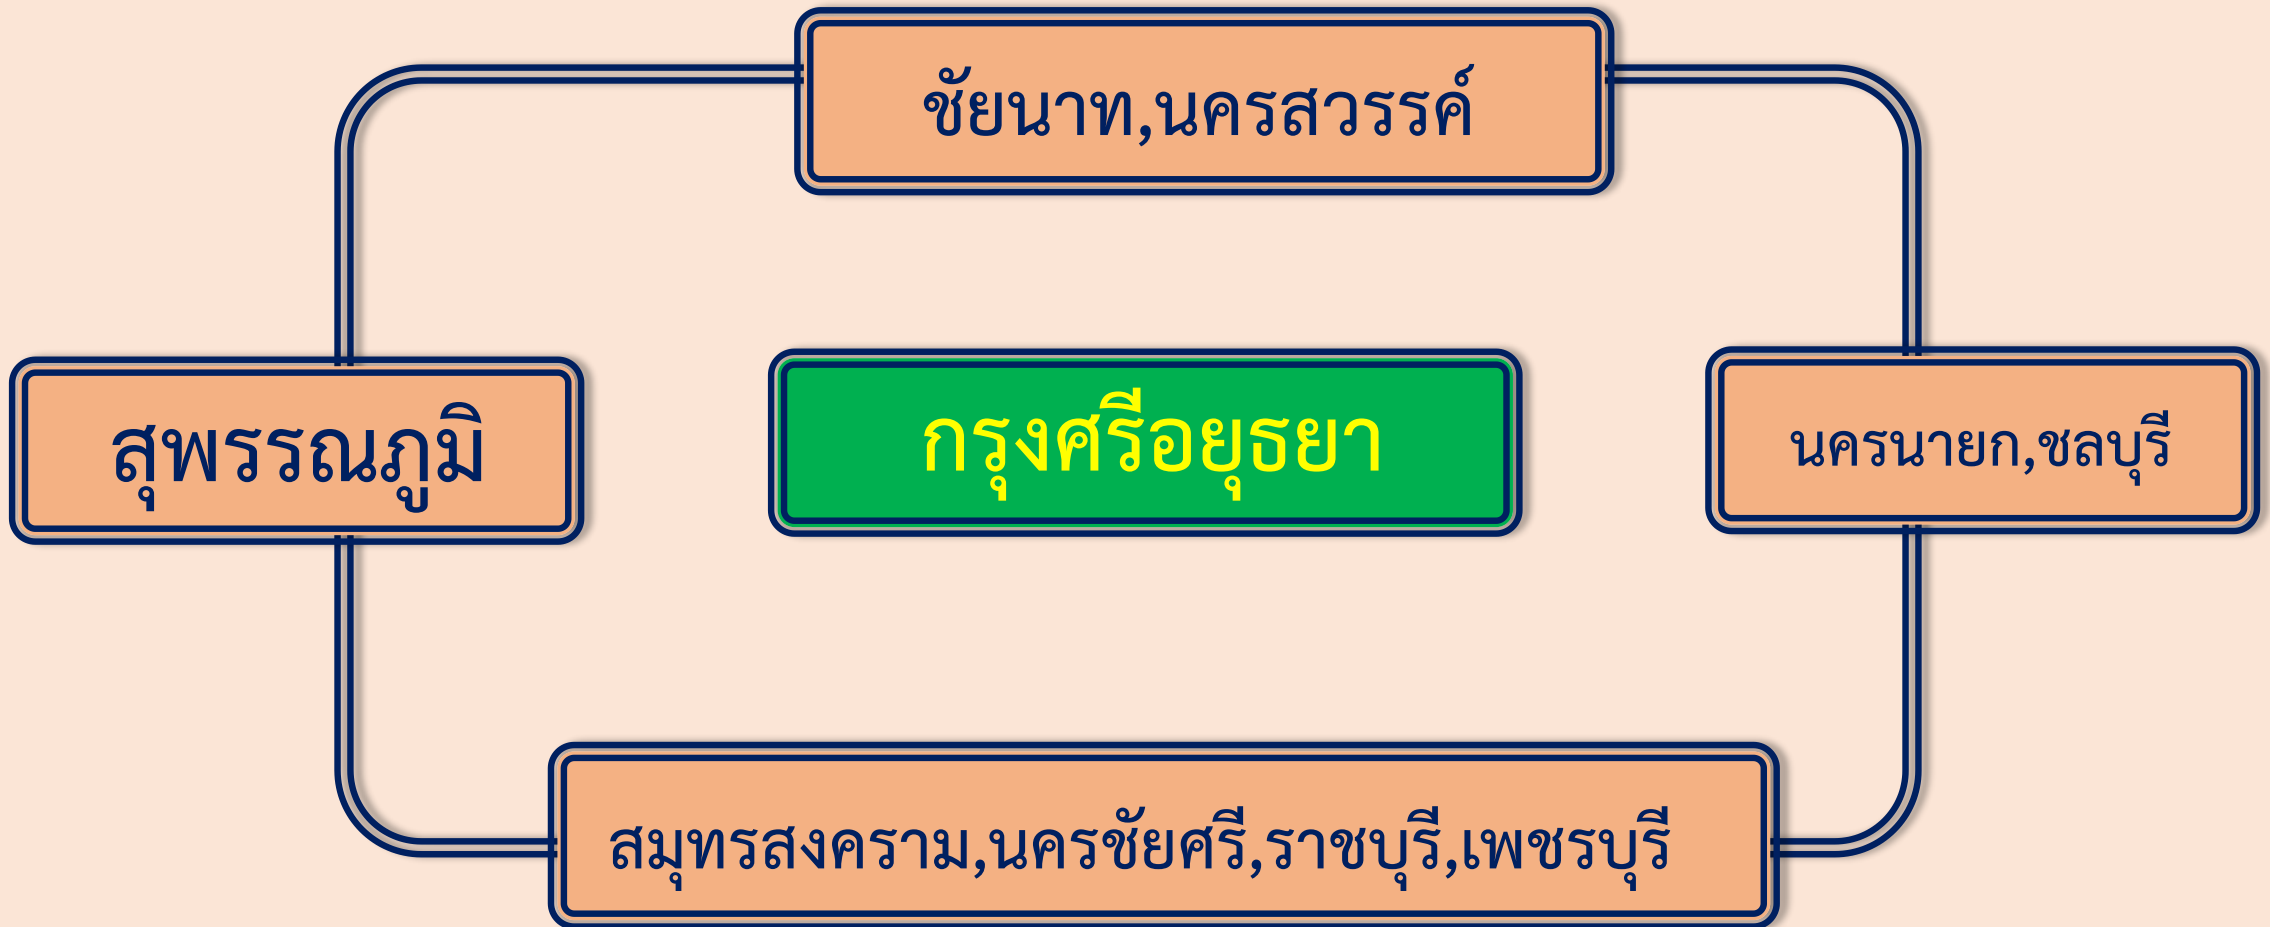 ชัยนาท,นครสวรรค์
สุพรรณภูมิ
กรุงศรีอยุธยา
นครนายก,ชลบุรี
สมุทรสงคราม,นครชัยศรี,ราชบุรี,เพชรบุรี